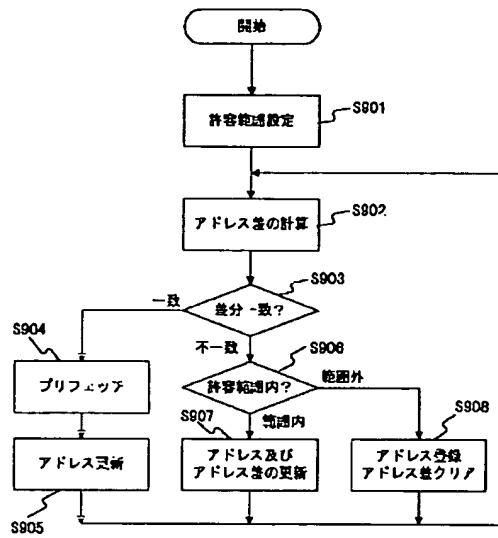 開始
許容範囲設定
S901
アドレス差の計算
S902
差分一致?
S903
一致
不一致
S904
プリフェッチ
アドレス更新
S905
許容範囲内?
S906
範囲外
範囲内
S907
アドレス及び
アドレス差の更新
S908
アドレス登録
アドレス差クリア